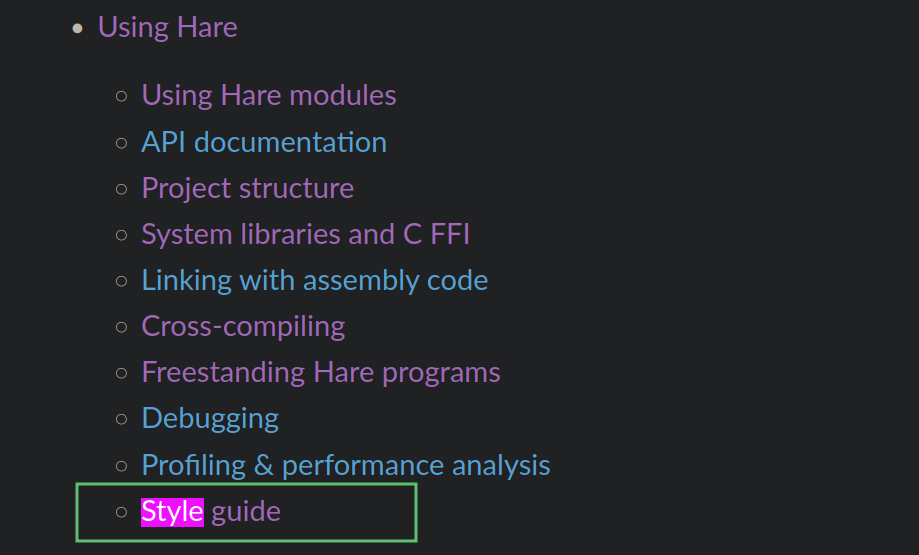 Using Hare
Using Hare modules
API documentation
Project structure
System libraries and C FFI
Linking with assembly code
Cross-compiling
Freestanding Hare programs
Debugging
Profiling & performance analysis
Style guide